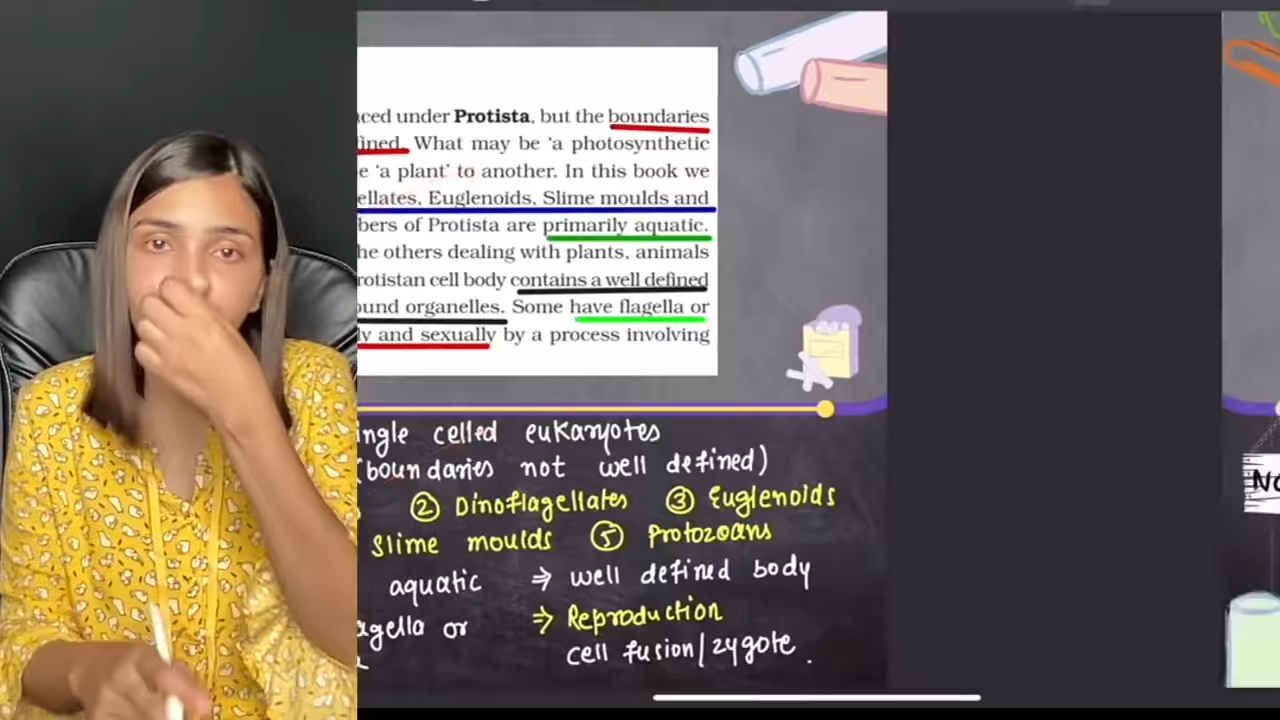 ced under Protista, but the boundaries
fined. What may be 'a photosynthetic
e 'a plant' to another. In this book we
ellates, Euglenoids, Slime moulds and
bers of Protista are primarily aquatic.
he others dealing with plants, animals
rotistan cell body contains a well defined
ound organelles. Some have flagella or
ly and sexually by a process involving
ingle celled eukaryotes
(boundaries not well defined)
② Dinoflagellates ③ Euglenoids
Slime moulds ⑤ Protozoans
aquatic ⇒ well defined body
agella or ⇒ Reproduction
cell fusion/zygote.
No